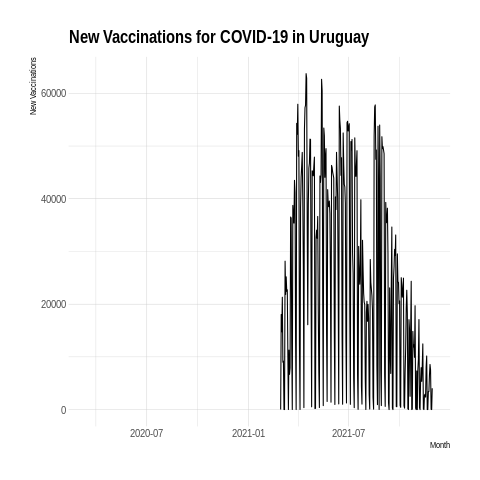 New Vaccinations for COVID-19 in Uruguay
New Vaccinations
60000
40000
20000
0
2020-07
2021-01
2021-07
Month